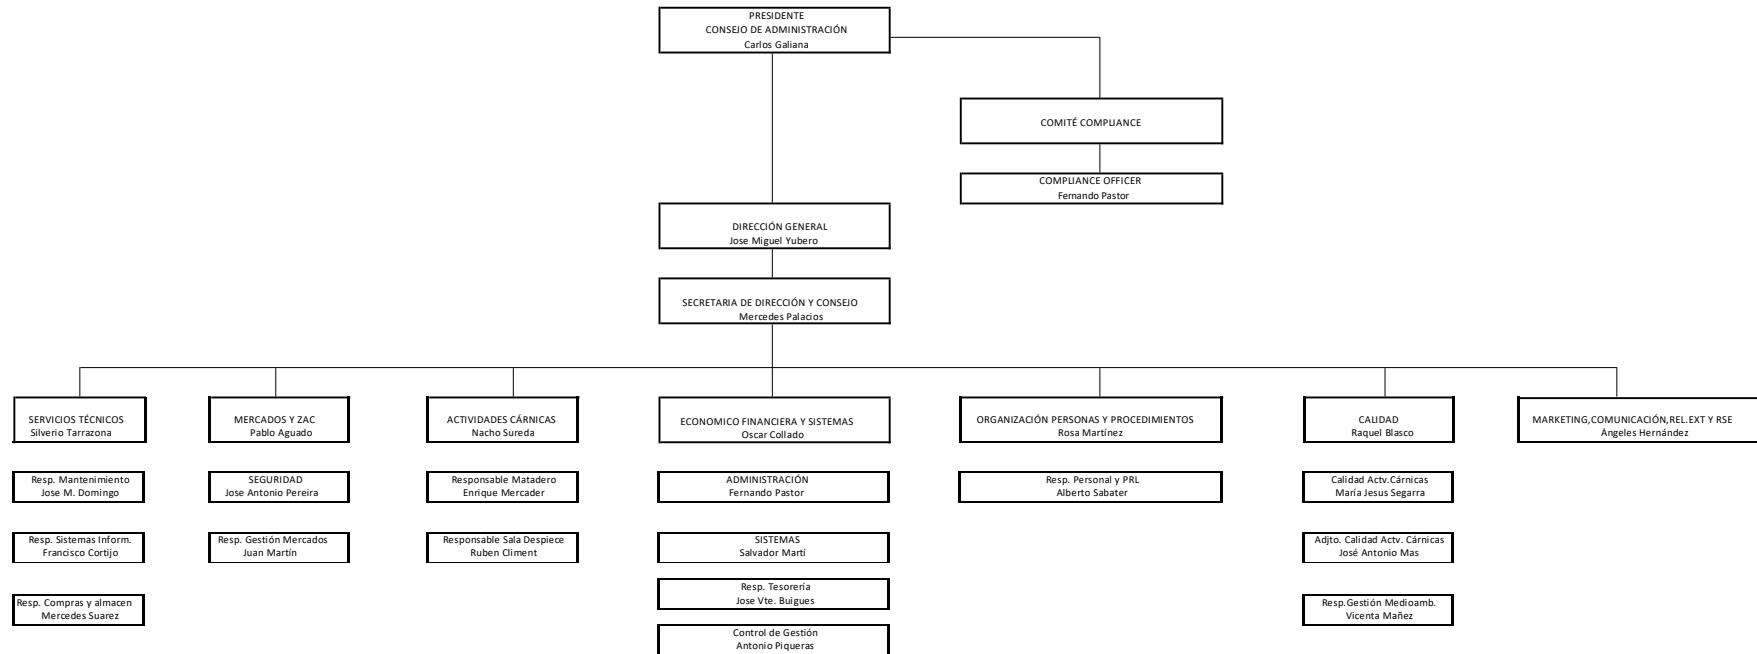 PRESIDENTE
CONSEJO DE ADMINISTRACIÓN
Carlos Galiana
COMITÉ COMPLIANCE
COMPLIANCE OFFICER
Fernando Pastor
DIRECCIÓN GENERAL
Jose Miguel Yubero
SECRETARIA DE DIRECCIÓN Y CONSEJO
Mercedes Palacios
SERVICIOS TÉCNICOS
Silverio Tarrazona
MERCADOS Y ZAC
Pablo Aguado
ACTIVIDADES CÁRNICAS
Nacho Sureda
ECONOMICO FINANCIERA Y SISTEMAS
Oscar Collado
ORGANIZACIÓN PERSONAS Y PROCEDIMIENTOS
Rosa Martínez
CALIDAD
Raquel Blasco
MARKETING,COMUNICACIÓN,REL.EXT Y RSE
Ángeles Hernández
Resp. Mantenimiento
Jose M. Domingo
SEGURIDAD
Jose Antonio Pereira
Responsable Matadero
Enrique Mercader
ADMINISTRACIÓN
Fernando Pastor
Resp. Personal y PRL
Alberto Sabater
Calidad Actv.Cárnicas
María Jesus Segarra
Resp. Sistemas Inform.
Francisco Cortijo
Resp. Gestión Mercados
Juan Martín
Responsable Sala Despiece
Ruben Climent
SISTEMAS
Salvador Martí
Adjto. Calidad Actv. Cárnicas
José Antonio Mas
Resp. Tesorería
Jose Vte. Buigues
Resp. Compras y almacen
Mercedes Suarez
Resp.Gestión Medioamb.
Vicenta Mañez
Control de Gestión
Antonio Piqueras